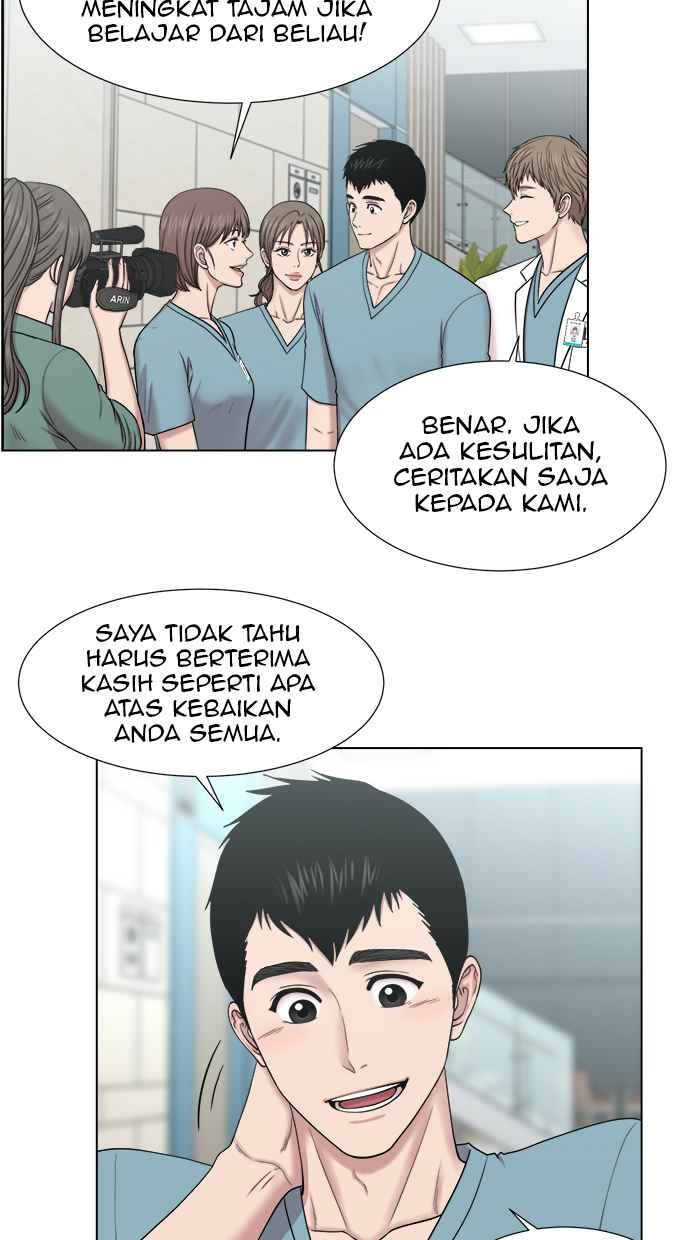 MENINGKAT TAJAM JIKA
BELAJAR DARI BELIAU!
ARIN
BENAR. JIKA
ADA KESULITAN,
CERITAKAN SAJA
KEPADA KAMI.
SAYA TIDAK TAHU
HARUS BERTERIMA
KASIH SEPERTI APA
ATAS KEBAIKAN
ANDA SEMUA.